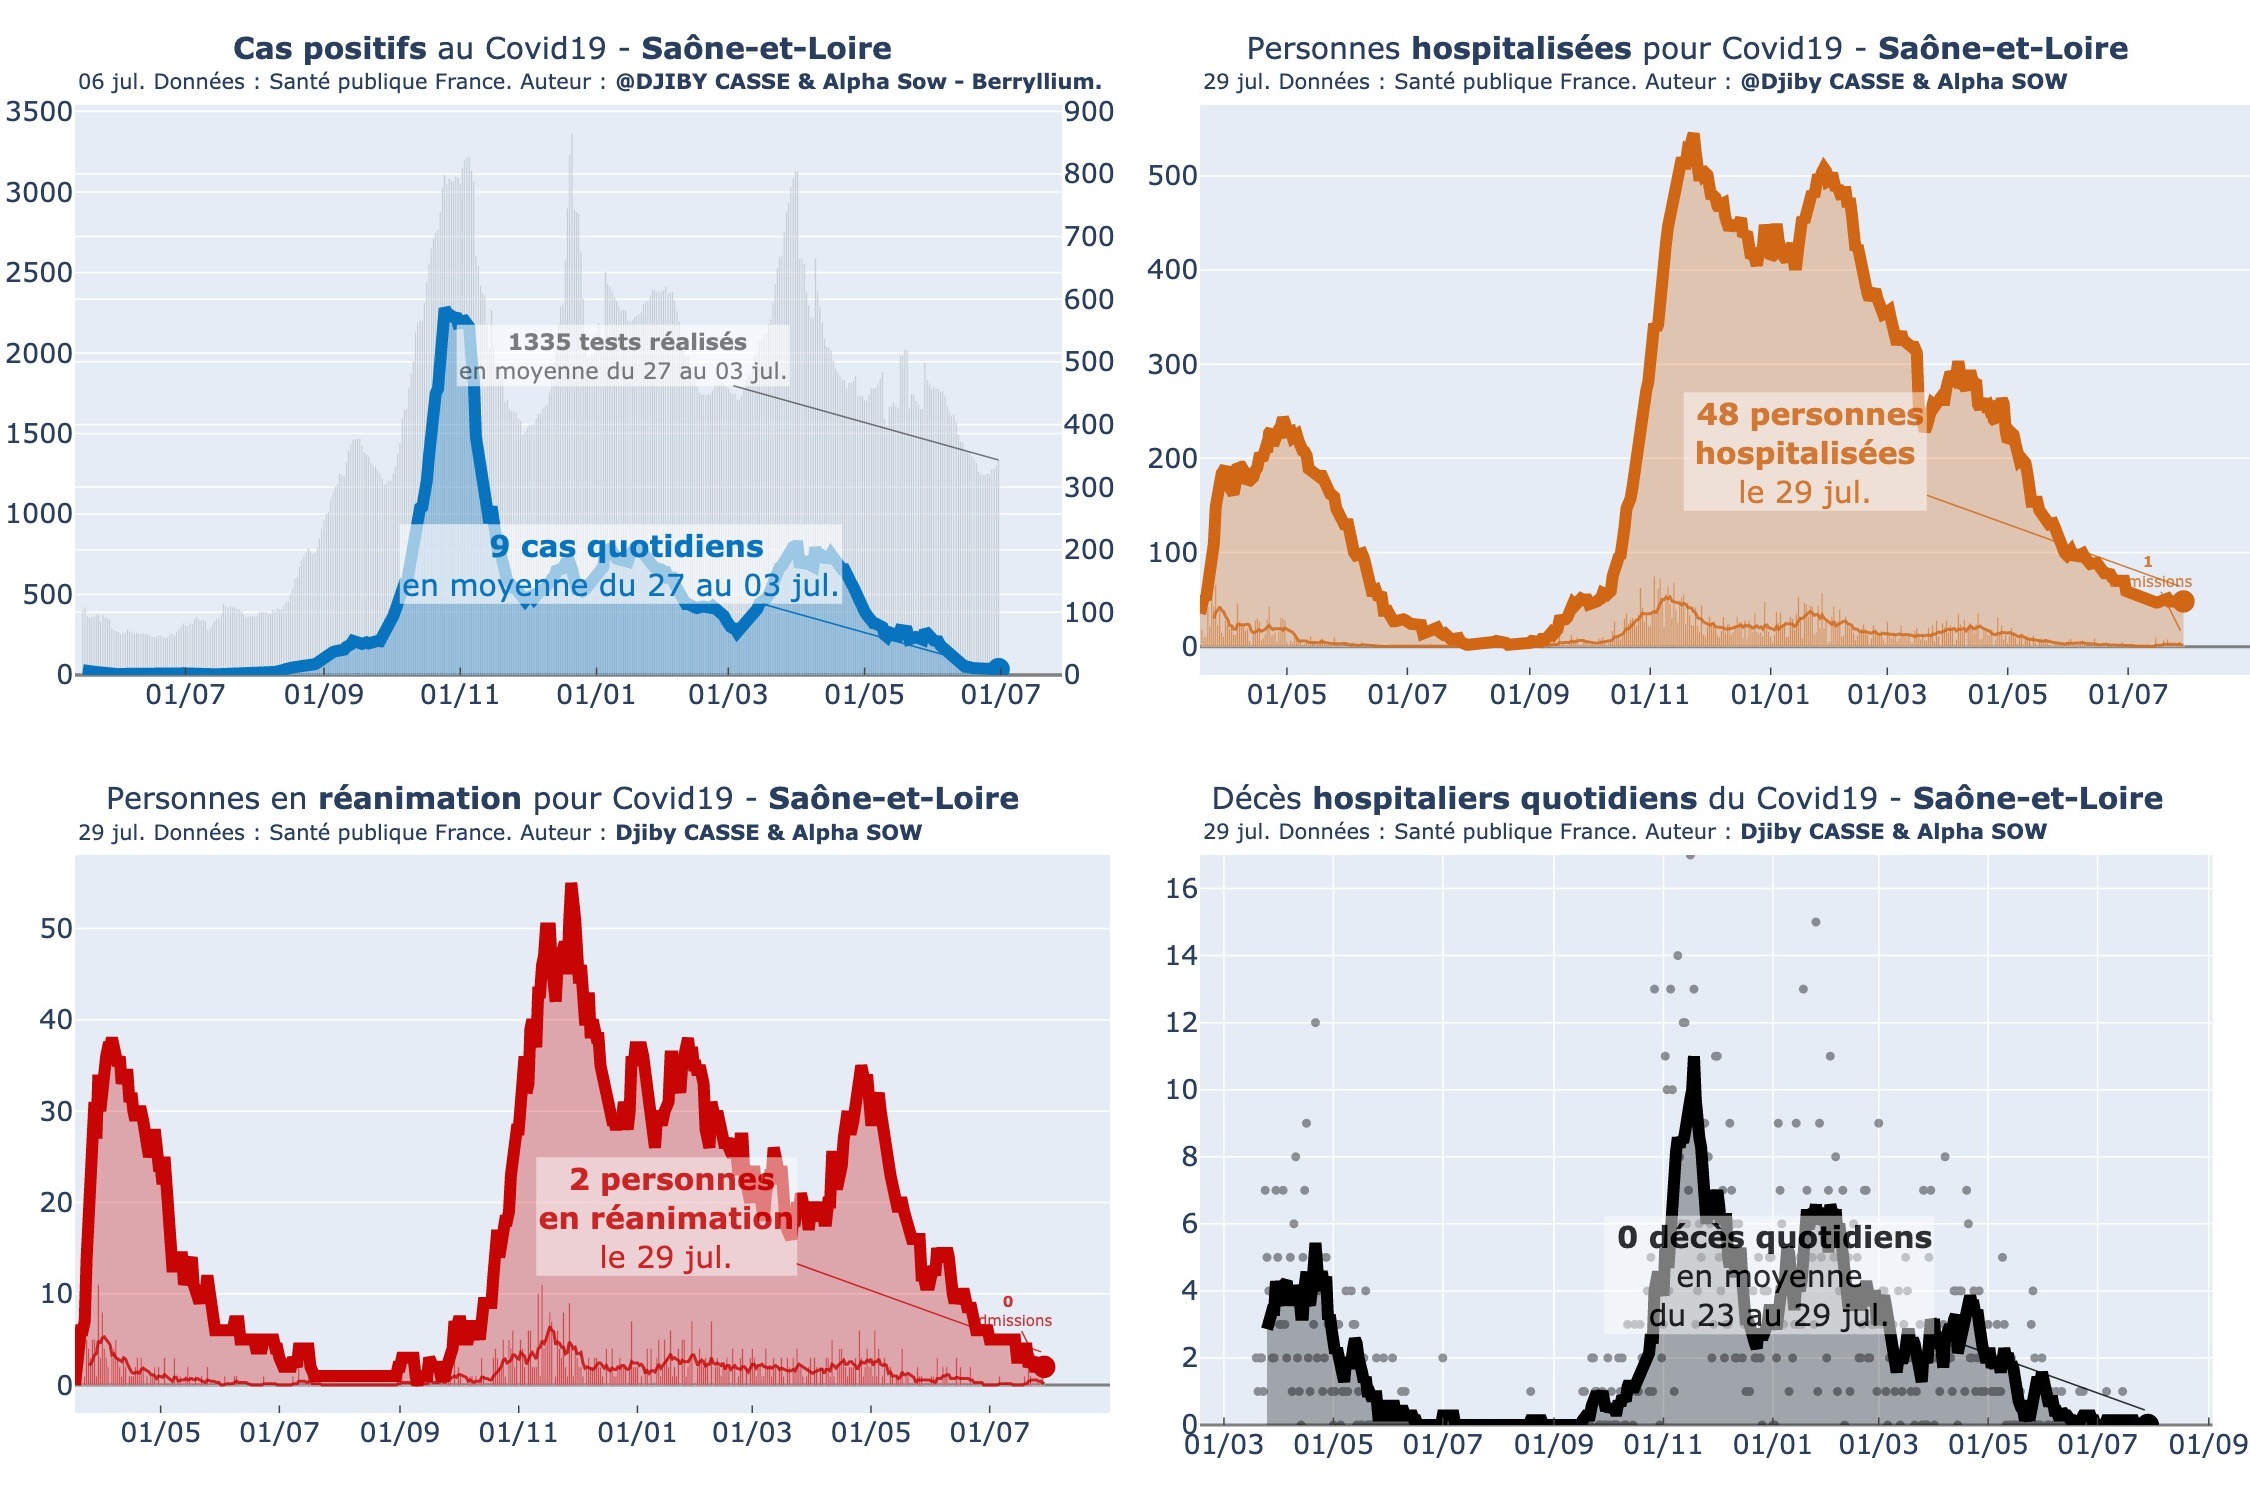 Cas positifs au Covid19 - Saône-et-Loire
06 jul. Données : Santé publique France. Auteur : @DJIBY CASSE & Alpha Sow - Berryllium.
3500
3000
2500
2000
1500
1000
500
0
900
800
700
600
500
400
300
200
100
0
1335 tests réalisés
en moyenne du 27 au 03 jul.
9 cas quotidiens
en moyenne du 27 au 03 jul.
01/07 01/09 01/11 01/01 01/03 01/05 01/07
Personnes hospitalisées pour Covid19 - Saône-et-Loire
29 jul. Données : Santé publique France. Auteur : @Djiby CASSE & Alpha SOW
500
400
300
200
100
0
48 personnes
hospitalisées
le 29 jul.
1
missions
01/05 01/07 01/09 01/11 01/01 01/03 01/05 01/07
Personnes en réanimation pour Covid19 - Saône-et-Loire
29 jul. Données : Santé publique France. Auteur : Djiby CASSE & Alpha SOW
50
40
30
20
10
0
2 personnes
en réanimation
le 29 jul.
0
dmissions
01/05 01/07 01/09 01/11 01/01 01/03 01/05 01/07
Décès hospitaliers quotidiens du Covid19 - Saône-et-Loire
29 jul. Données : Santé publique France. Auteur : Djiby CASSE & Alpha SOW
16
14
12
10
8
6
4
2
0
0 décès quotidiens
en moyenne
du 23 au 29 jul.
01/03 01/05 01/07 01/09 01/11 01/01 01/03 01/05 01/07 01/09